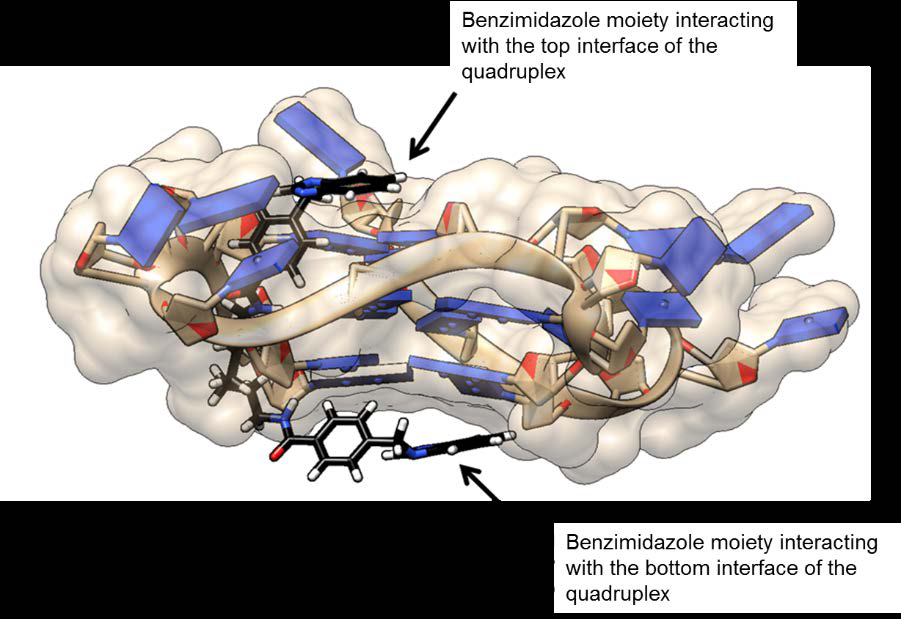 Benzimidazole moiety interacting
with the top interface of the
quadruplex
Benzimidazole moiety interacting
with the bottom interface of the
quadruplex